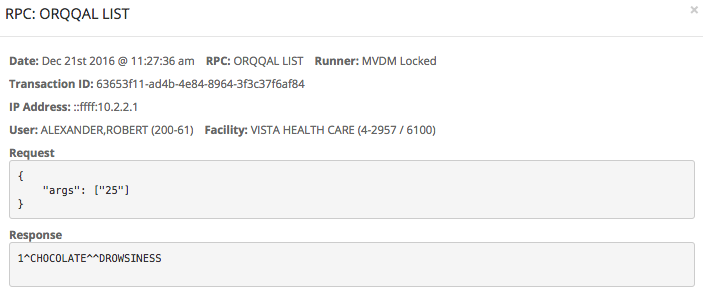 RPC: ORQQAL LIST ×
Date: Dec 21st 2016 @ 11:27:36 am RPC: ORQQAL LIST Runner: MVDM Locked
Transaction ID: 63653f11-ad4b-4e84-8964-3f3c37f6af84
IP Address: ::ffff:10.2.2.1
User: ALEXANDER,ROBERT (200-61) Facility: VISTA HEALTH CARE (4-2957 / 6100)
Request
{
"args": ["25"]
}
Response
1^CHOCOLATE^^DROWSINESS